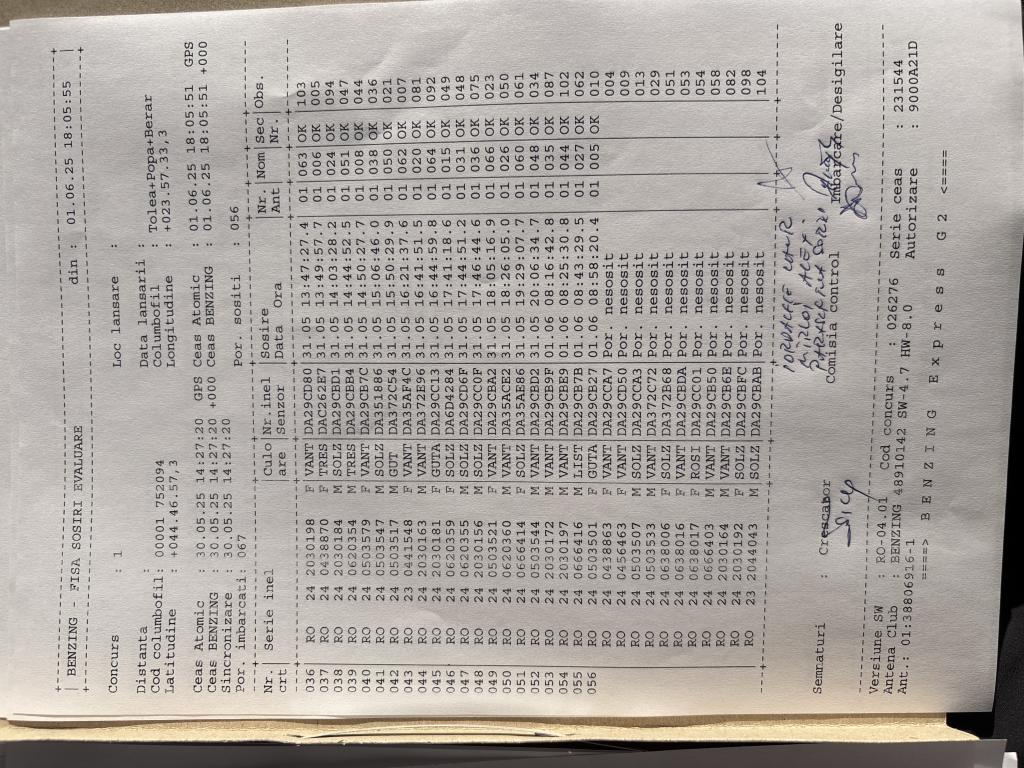 | BENZING - FISA SOSIRI EVALUARE din : 01.06.25 18:05:55 |
Concurs : 1 Loc lansare :
Distanta : Data lansarii :
Cod columbofil: 00001 752094 Columbofil : Tolea+Popa+Berar
Latitudine :044.46.57,3 Longitudine : +023.57.33,3
Ceas Atomic : 30.05.25 14:27:20 GPS Ceas Atomic : 01.06.25 18:05:51 GPS
Ceas BENZING : 30.05.25 14:27:20 +000 Ceas BENZING : 01.06.25 18:05:51 +000
Sincronizare : 30.05.25 14:27:20
Por. imbarcati: 067 Por. sositi : 056
Nr.| Serie inel |Culo|Nr.inel |Sosire |Nr. |Nom |Sec|Obs.
crt| |are |Senzor |Data Ora |Ant | |Nr.|
036 RO 24 2030198 F VANT DA29CD80 31.05 13:47:27.4 01 063 OK 103
037 RO 24 0438870 F TRES DAC262E7 31.05 13:49:57.7 01 006 OK 005
038 RO 24 2030184 M SOLZ DA29CBD1 31.05 14:03:28.2 01 024 OK 094
039 RO 24 0620354 M TRES DA29CBB4 31.05 14:44:52.5 01 051 OK 047
040 RO 24 0503579 F VANT DA29CB7C 31.05 14:50:27.7 01 008 OK 044
041 RO 24 0503547 M SOLZ DA351886 31.05 15:06:46.0 01 038 OK 036
042 RO 24 0503517 M GUT DA372C54 31.05 15:50:29.9 01 050 OK 021
043 RO 23 0441548 F VANT DA35AF4C 31.05 16:21:37.6 01 062 OK 007
044 RO 24 2030163 M VANT DA372E96 31.05 16:41:51.5 01 020 OK 081
045 RO 24 2030181 F GUTA DA29CC13 31.05 16:44:59.8 01 064 OK 092
046 RO 24 0620359 F SOLZ DA6D4284 31.05 17:41:18.6 01 015 OK 049
047 RO 24 0620355 M SOLZ DA29CD6F 31.05 17:44:51.2 01 031 OK 048
048 RO 24 2030156 M SOLZ DA29CC0F 31.05 17:46:44.6 01 036 OK 075
049 RO 24 0503521 F VANT DA29CBA2 31.05 18:05:16.9 01 066 OK 023
050 RO 24 0620360 M VANT DA35ACE2 31.05 18:26:05.0 01 026 OK 050
051 RO 24 0666414 F SOLZ DA35AE86 31.05 19:29:07.7 01 060 OK 061
052 RO 24 0503544 M VANT DA29CBD2 31.05 20:06:34.7 01 048 OK 034
053 RO 24 2030172 F VANT DA29CB9F 01.06 08:16:42.8 01 035 OK 087
054 RO 24 2030197 M VANT DA29CBE9 01.06 08:25:30.8 01 044 OK 102
055 RO 24 0666416 M LIST DA29CF7B 01.06 08:43:29.5 01 027 OK 062
056 RO 24 0503501 F GUTA DA29CB27 01.06 08:58:20.4 01 005 OK 010
RO 24 0438863 F VANT DA29CCA7 Por. nesosit 004
RO 24 0456463 F VANT DA29CD50 Por. nesosit 009
RO 24 0503507 M SOLZ DA29CCA3 Por. nesosit 013
RO 24 0503533 M VANT DA372C72 Por. nesosit 029
RO 24 0638006 F SOLZ DA372B68 Por. nesosit 051
RO 24 0638016 F VANT DA29CBDA Por. nesosit 053
RO 24 0638017 F ROSI DA29CC01 Por. nesosit 054
RO 24 0666403 M VANT DA29CB50 Por. nesosit 058
RO 24 2030164 M VANT DA29CB6E Por. nesosit 082
RO 24 2030192 F SOLZ DA29CBFC Por. nesosit 098
RO 23 2044043 M SOLZ DA29CBAB Por. nesosit 104
Semnaturi : Crescator Comisia control Imbarcare/Desigilare
Versiune SW : RO-04.01 Cod concurs : 026276 Serie ceas : 231544
Antena Club : BENZING 48910142 SW-4.7 HW-8.0 Autorizare : 9000A21D
Ant.: 01:38806916-1
====> B E N Z I N G E x p r e s s G 2 <====